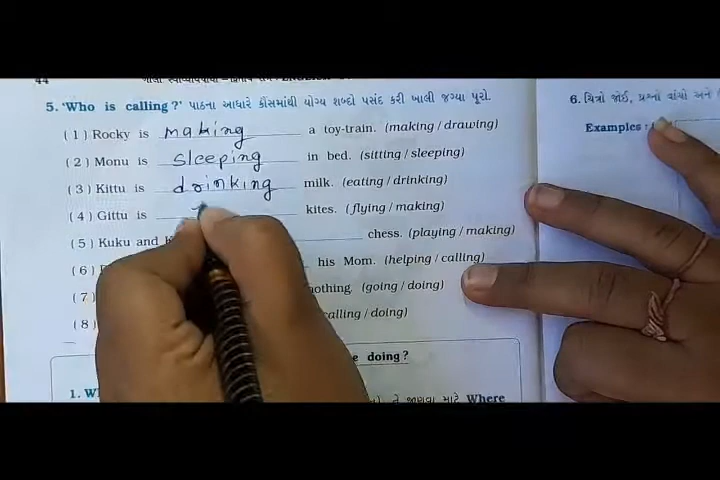 44
5. 'Who is calling?' પાઠના આધારે કૌંસમાંથી યોગ્ય શબ્દો પસંદ કરી ખાલી જગ્યા પૂરો.
(1) Rocky is making a toy-train. (making / drawing)
(2) Monu is sleeping in bed. (sitting / sleeping)
(3) Kittu is drinking milk. (eating / drinking)
(4) Gittu is kites. (flying / making)
(5) Kuku and chess. (playing / making)
(6) his Mom. (helping / calling)
(7) nothing. (going / doing)
(8) calling / doing)
doing?
1. તે જાણવા માટે Where
6. ચિત્રો જોઈ, પ્રશ્નો વાંચો અને
Examples :